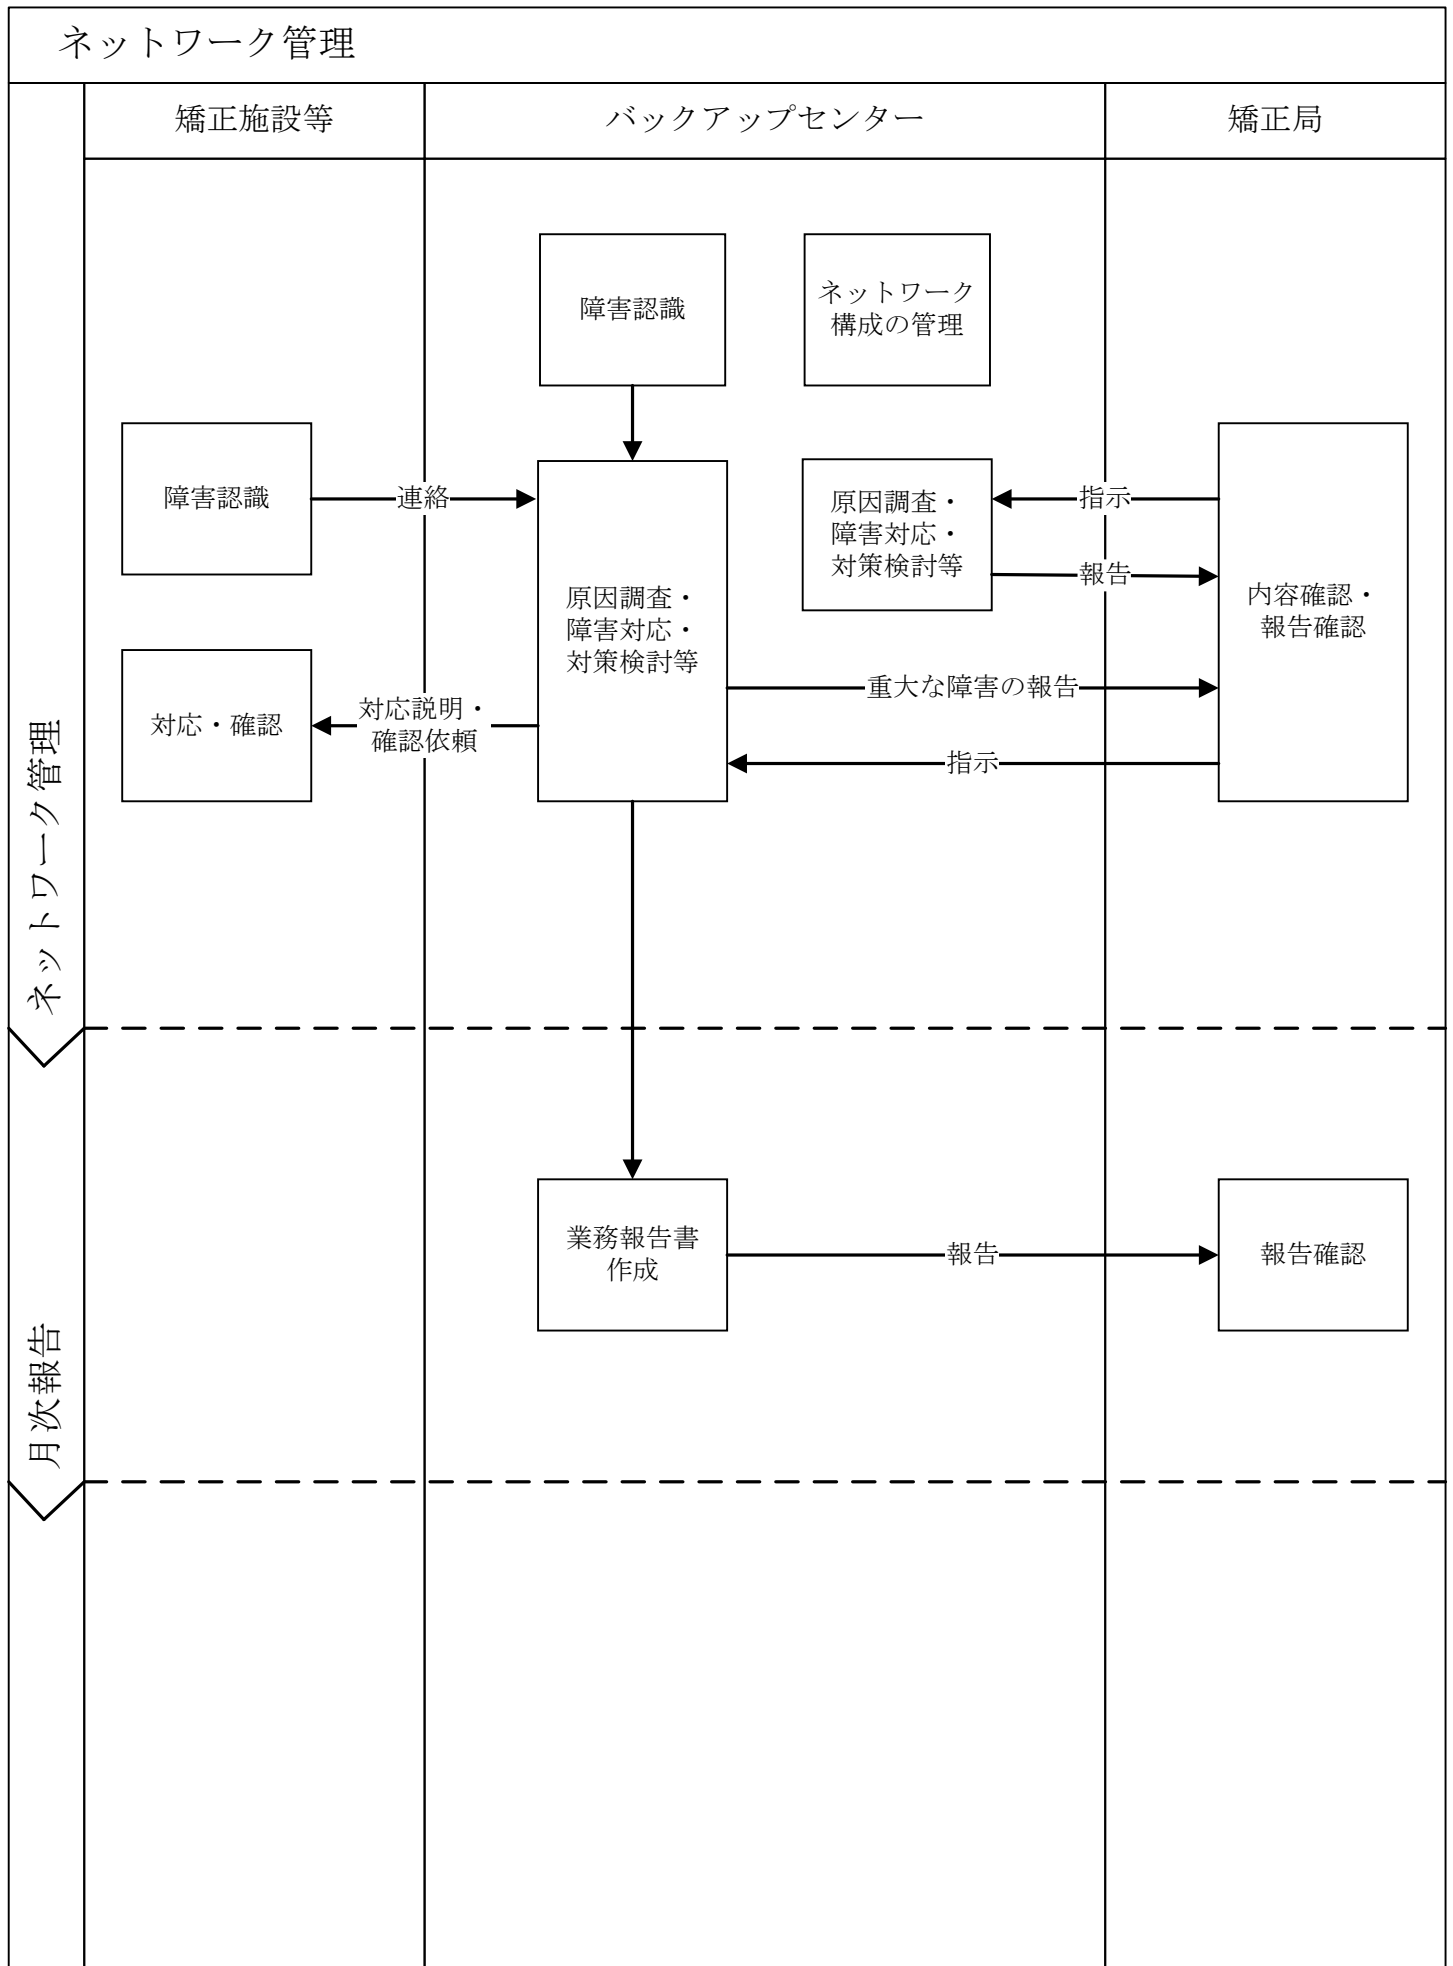 ネットワーク管理
矯正施設等
バックアップセンター
矯正局
ネットワーク管理
障害認識
ネットワーク
構成の管理
障害認識
連絡
原因調査・
障害対応・
対策検討等
指示
報告
原因調査・
障害対応・
対策検討等
内容確認・
報告確認
重大な障害の報告
対応・確認
対応説明・
確認依頼
指示
月次報告
業務報告書
作成
報告
報告確認